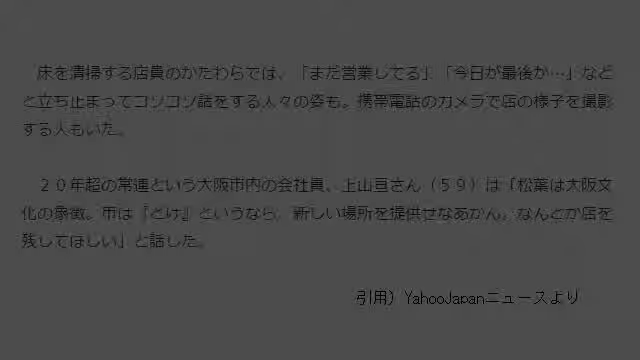 床を清掃する店員のかたわらでは、「まだ営業してる」「今日が最後か…」など
と立ち止まってコソコソ話をする人々の姿も。携帯電話のカメラで店の様子を撮影
する人もいた。
２０年超の常連という大阪市内の会社員、上山亘さん（５９）は「松葉は大阪文
化の象徴。市は『どけ』というなら、新しい場所を提供せなあかん。なんとか店を
残してほしい」と話した。
引用）YahooJapanニュースより